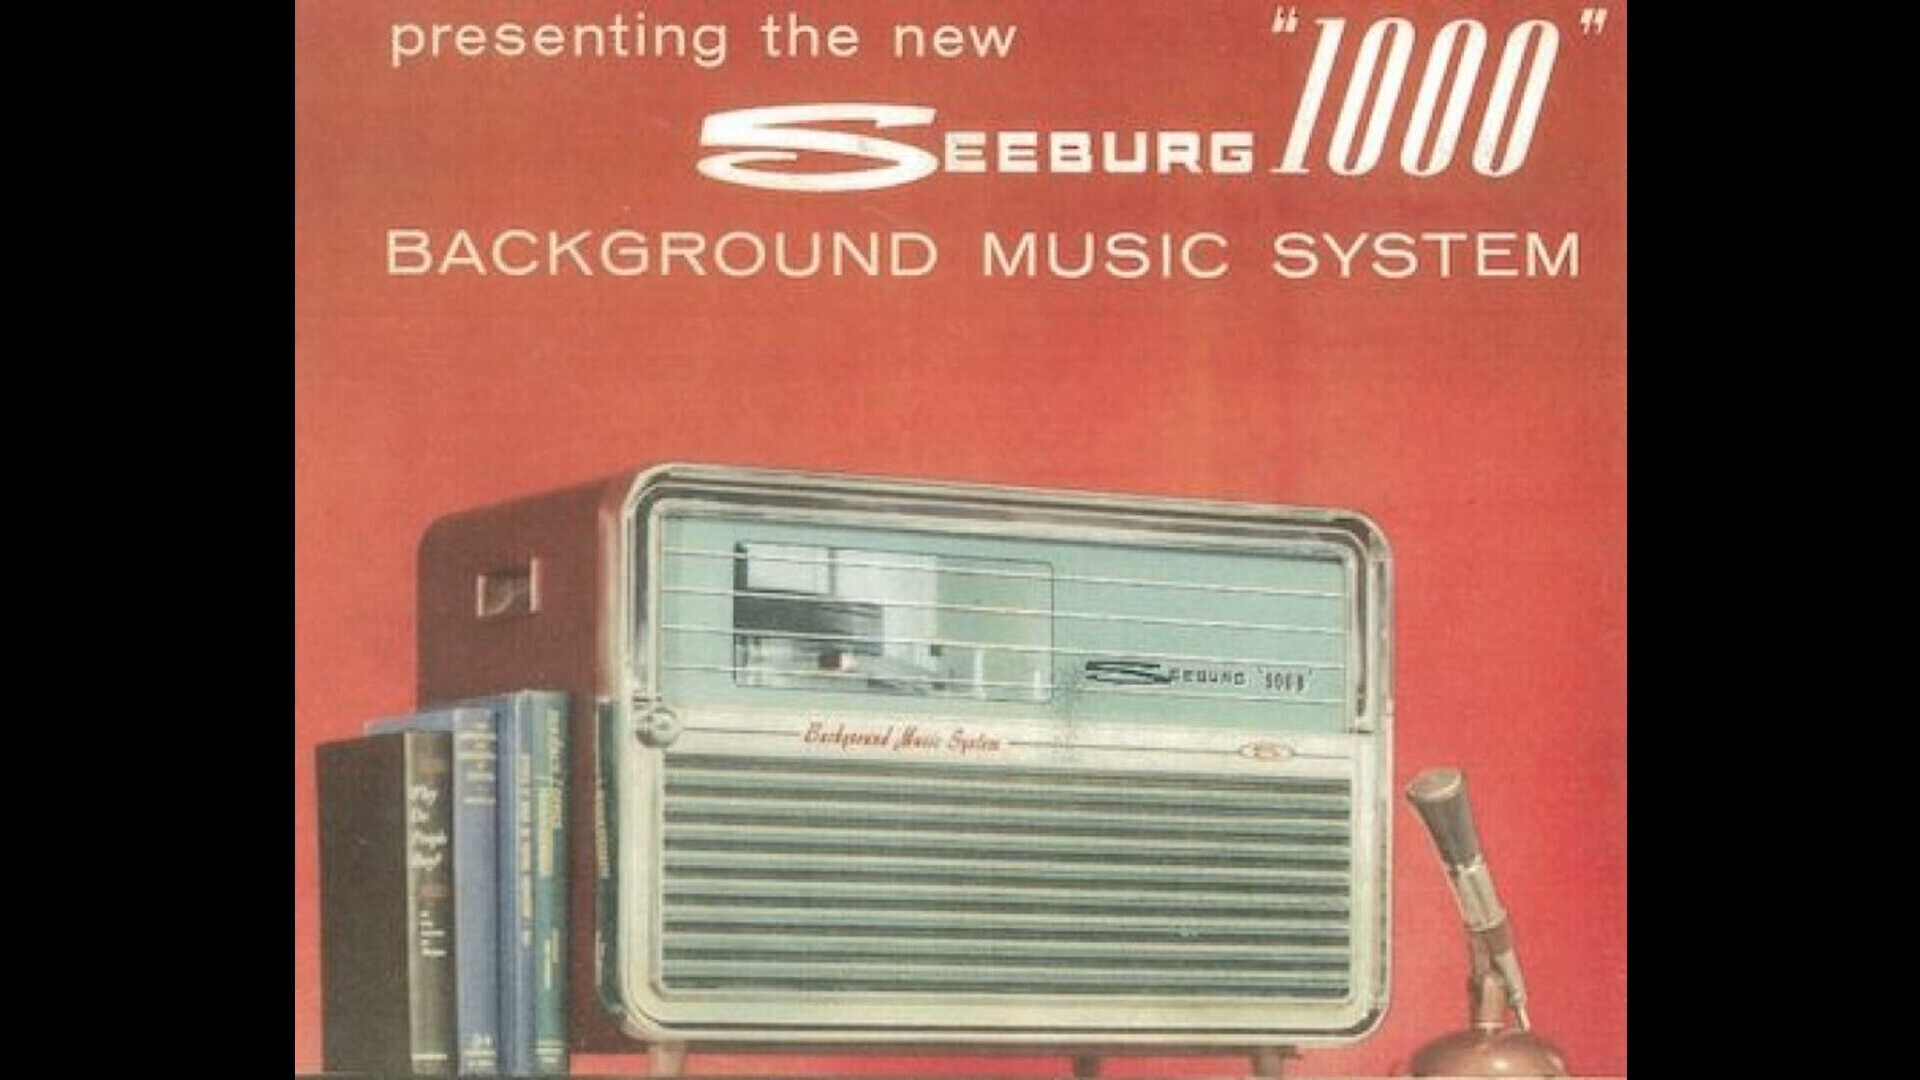 presenting the new
SEEBURG "1000"
BACKGROUND MUSIC SYSTEM
SEEBURG
Background Music System